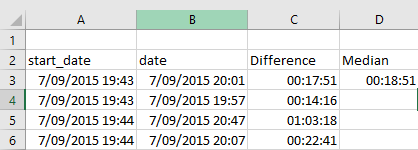 A B C D
1
2 start_date date Difference Median
3 7/09/2015 19:43 7/09/2015 20:01 00:17:51 00:18:51
4 7/09/2015 19:43 7/09/2015 19:57 00:14:16
5 7/09/2015 19:44 7/09/2015 20:47 01:03:18
6 7/09/2015 19:44 7/09/2015 20:07 00:22:41